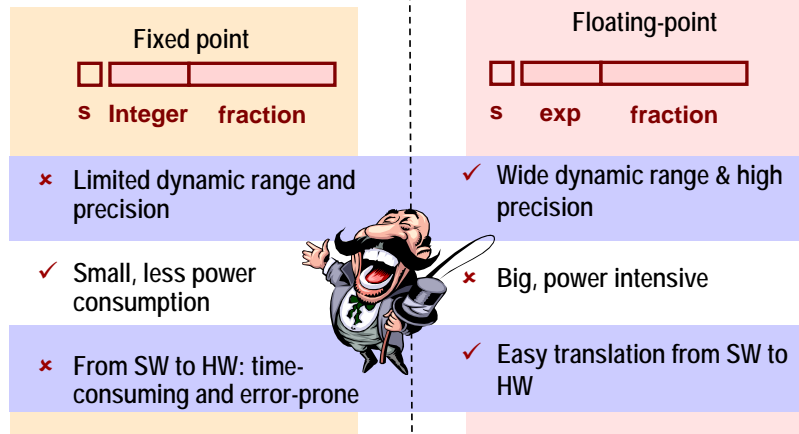 Fixed point
s Integer fraction
× Limited dynamic range and
precision
✓ Small, less power
consumption
× From SW to HW: time-
consuming and error-prone
Floating-point
s exp fraction
✓ Wide dynamic range & high
precision
× Big, power intensive
✓ Easy translation from SW to
HW